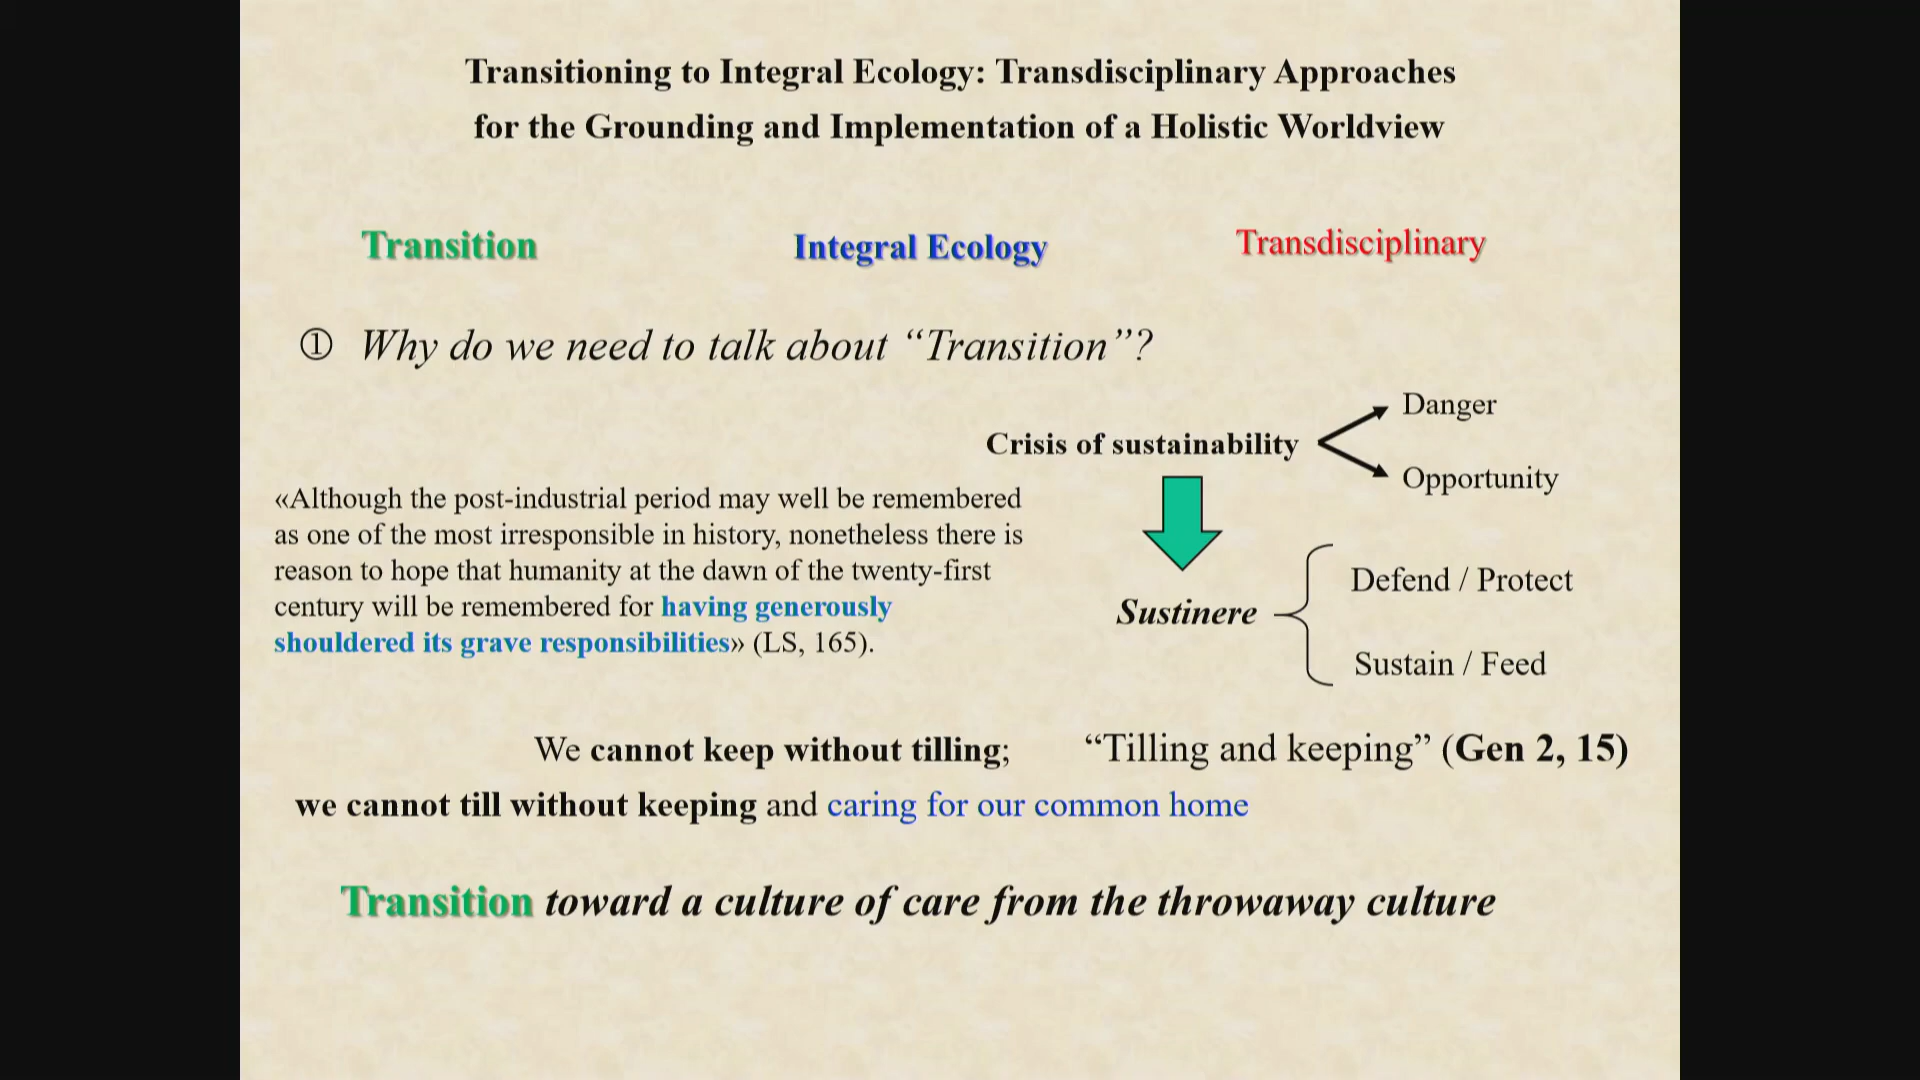 Transitioning to Integral Ecology: Transdisciplinary Approaches
for the Grounding and Implementation of a Holistic Worldview
Transition
Integral Ecology
Transdisciplinary
① Why do we need to talk about “Transition”?
Crisis of sustainability
Danger
Opportunity
«Although the post-industrial period may well be remembered
as one of the most irresponsible in history, nonetheless there is
reason to hope that humanity at the dawn of the twenty-first
century will be remembered for having generously
shouldered its grave responsibilities» (LS, 165).
Sustinere
Defend / Protect
Sustain / Feed
We cannot keep without tilling;
“Tilling and keeping” (Gen 2, 15)
we cannot till without keeping and caring for our common home
Transition toward a culture of care from the throwaway culture